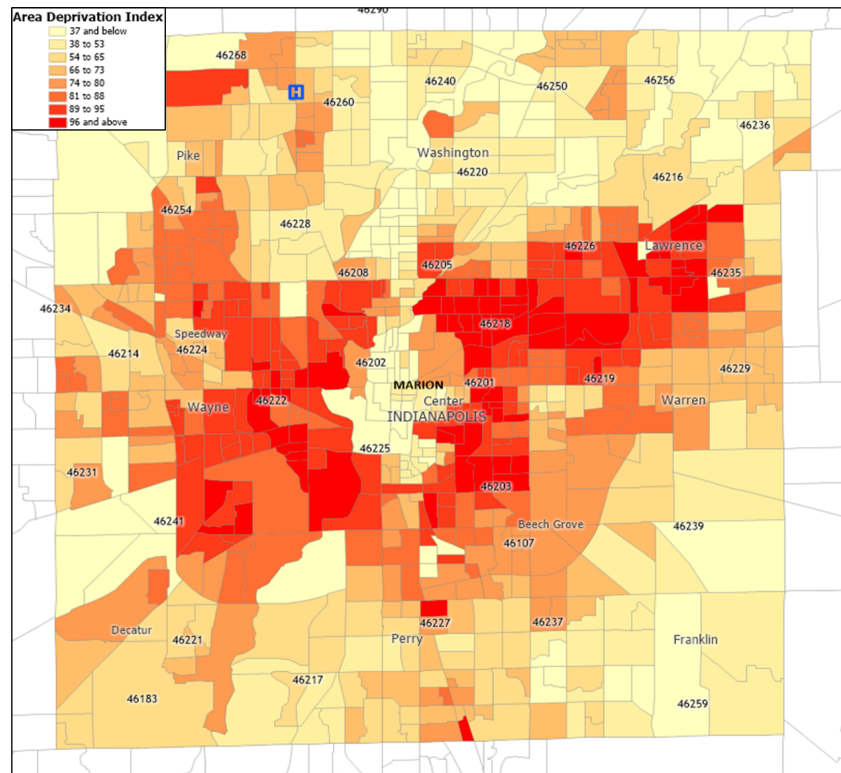 46290
Area Deprivation Index
37 and below
38 to 53
54 to 65
66 to 73
74 to 80
81 to 88
89 to 95
96 and above
46268
H
46260
46240
46250
46256
46236
Pike
Washington
46220
46216
46254
46228
46226
Lawrence
46208
46205
46235
46234
46218
Speedway
46214
46224
46202
46229
MARION
46201
46219
46222
Center
Wayne
INDIANAPOLIS
Warren
46225
46231
46203
46241
Beech Grove
46239
46107
Decatur
46221
46227
46237
Perry
Franklin
46217
46183
46259